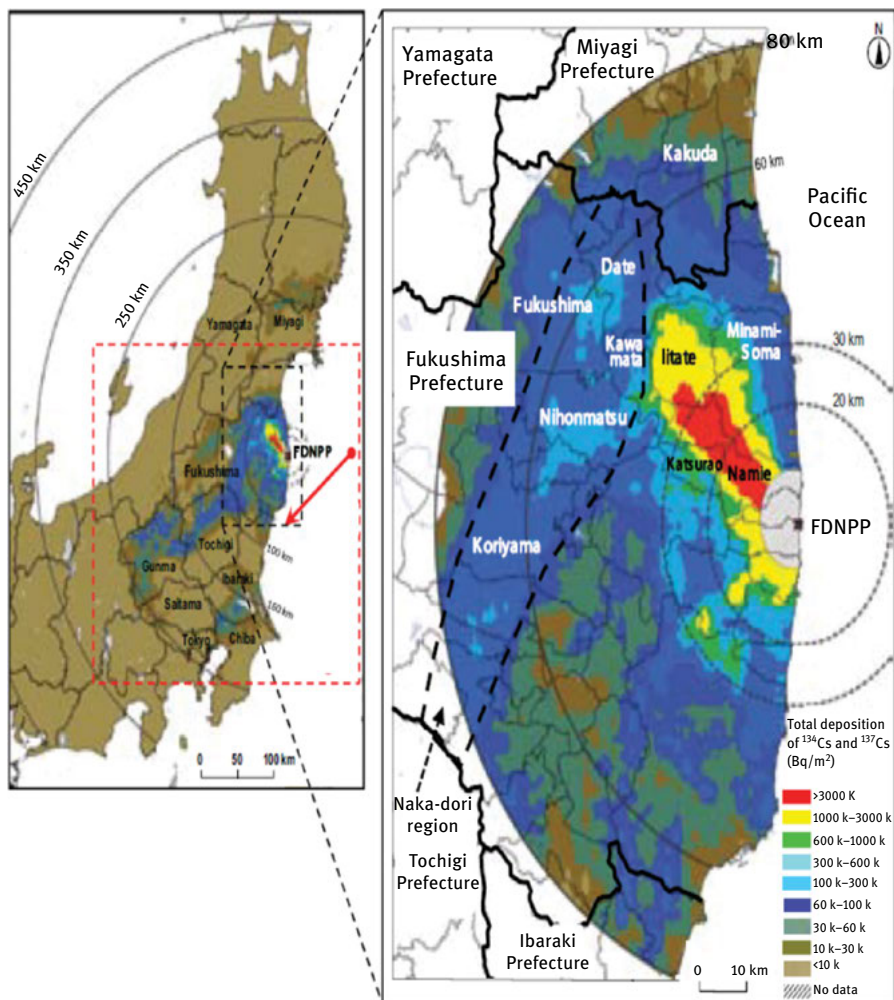 450 km
350 km
250 km
Yamagata
Miyagi
FDNPP
Fukushima
Tochigi
100 km
Gunma
Ibaraki
160 km
Saitama
Tokyo
Chiba
0 50 100 km
Yamagata
Prefecture
Miyagi
Prefecture
80 km
N
Kakuda
60 km
Pacific
Ocean
Date
Fukushima
Minami-
Soma
Kawa
mata
Iitate
30 km
Fukushima
Prefecture
20 km
Nihonmatsu
Katsurao
Namie
FDNPP
Koriyama
Naka-dori
region
Tochigi
Prefecture
Ibaraki
Prefecture
0 10 km
Total deposition
of ¹³⁴Cs and ¹³⁷Cs
(Bq/m²)
>3000 K
1000 k–3000 k
600 k–1000 k
300 k–600 k
100 k–300 k
60 k–100 k
30 k–60 k
10 k–30 k
<10 k
No data